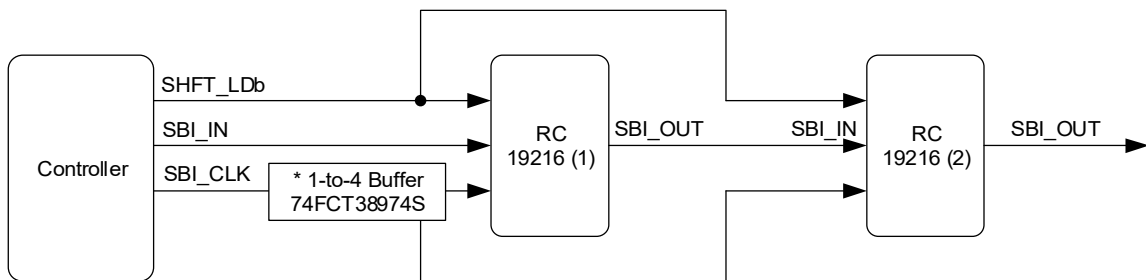 SHFT_LDb
SBI_IN
SBI_CLK
Controller
* 1-to-4 Buffer
74FCT38974S
RC
19216 (1)
SBI_OUT
SBI_IN
RC
19216 (2)
SBI_OUT